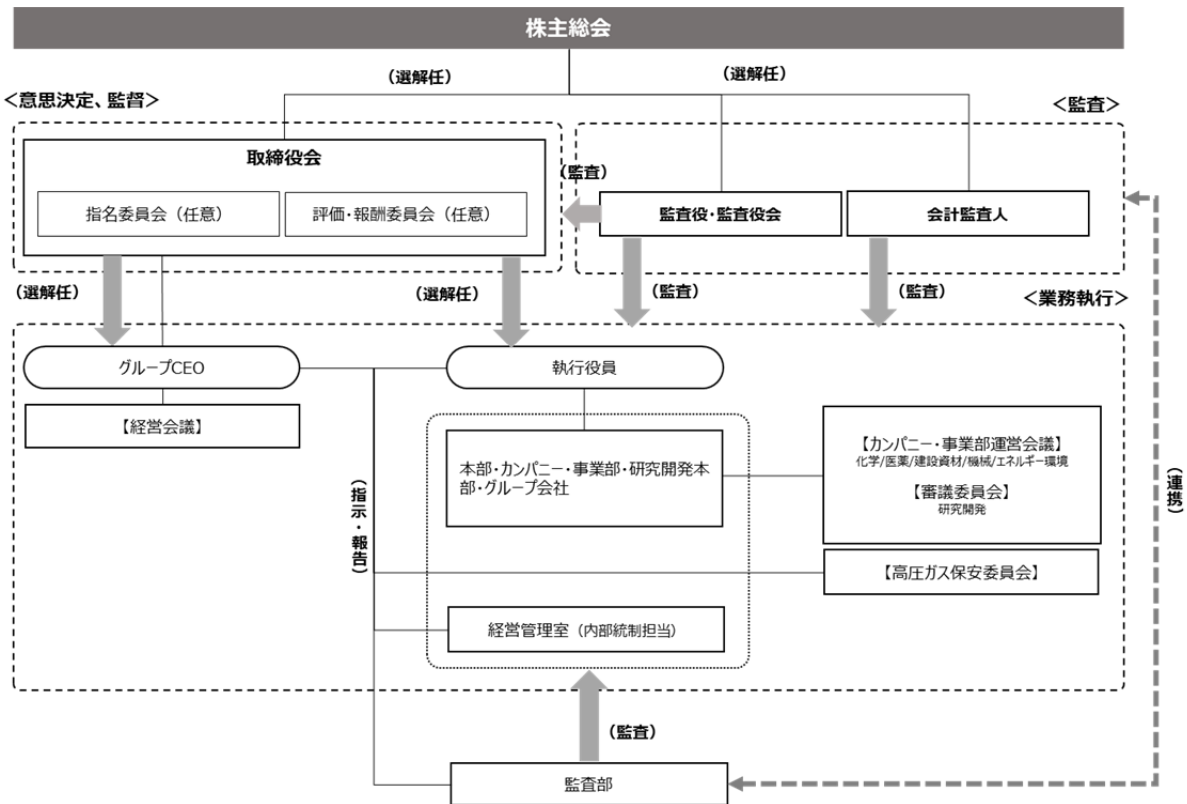 株主総会
（選解任）
（選解任）
＜意思決定、監督＞
＜監査＞
取締役会
（監査）
指名委員会（任意）
評価・報酬委員会（任意）
監査役・監査役会
会計監査人
（選解任）
（選解任）
（監査）
（監査）
＜業務執行＞
グループCEO
執行役員
【経営会議】
本部・カンパニー・事業部・研究開発本
部・グループ会社
【カンパニー・事業部運営会議】
化学/医薬/建設資材/機械/エネルギー環境
【審議委員会】
研究開発
（指示・報告）
（連携）
【高圧ガス保安委員会】
経営管理室（内部統制担当）
（監査）
監査部